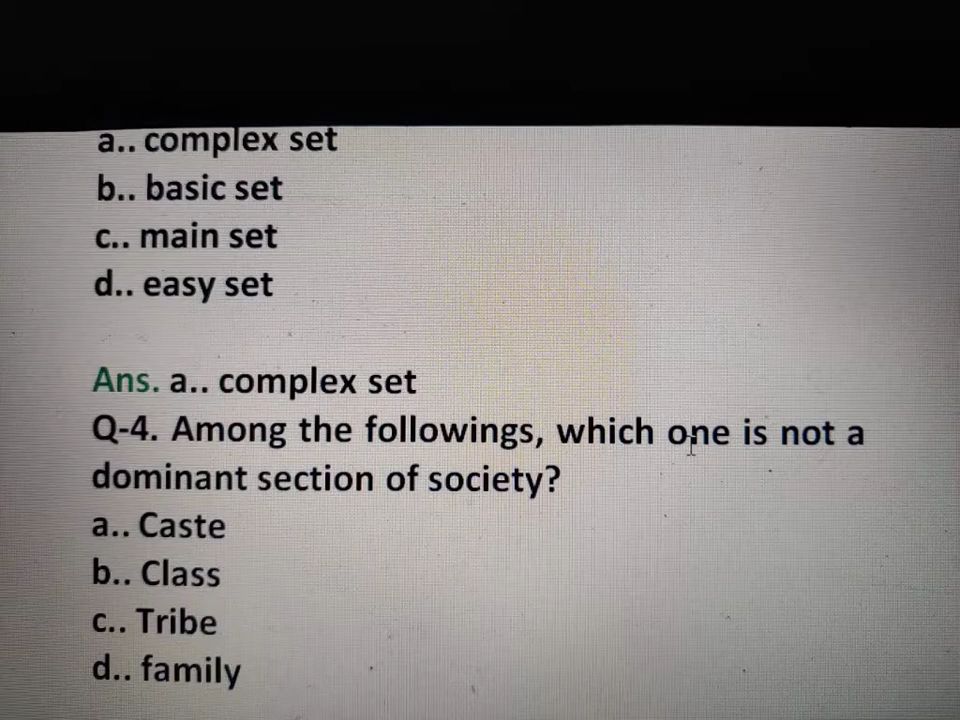 a.. complex set
b.. basic set
c.. main set
d.. easy set
Ans. a.. complex set
Q-4. Among the followings, which one is not a
dominant section of society?
a.. Caste
b.. Class
c.. Tribe
d.. family